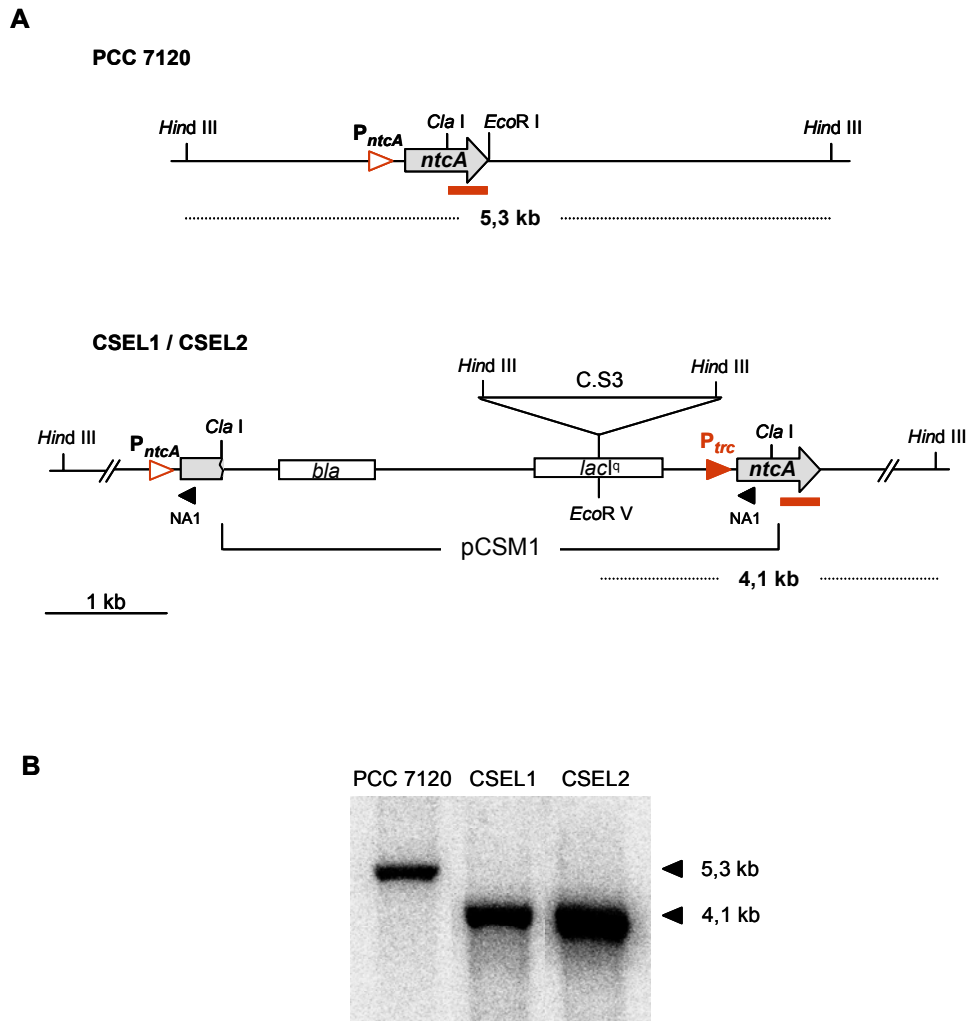 A
PCC 7120
Hind III
PntcA
Cla I
EcoR I
Hind III
ntcA
5,3 kb
CSEL1 / CSEL2
Hind III
C.S3
Hind III
Hind III
PntcA
Cla I
Ptrc
Cla I
Hind III
bla
lacIq
ntcA
NA1
EcoR V
NA1
pCSM1
4,1 kb
1 kb
B
PCC 7120 CSEL1 CSEL2
5,3 kb
4,1 kb